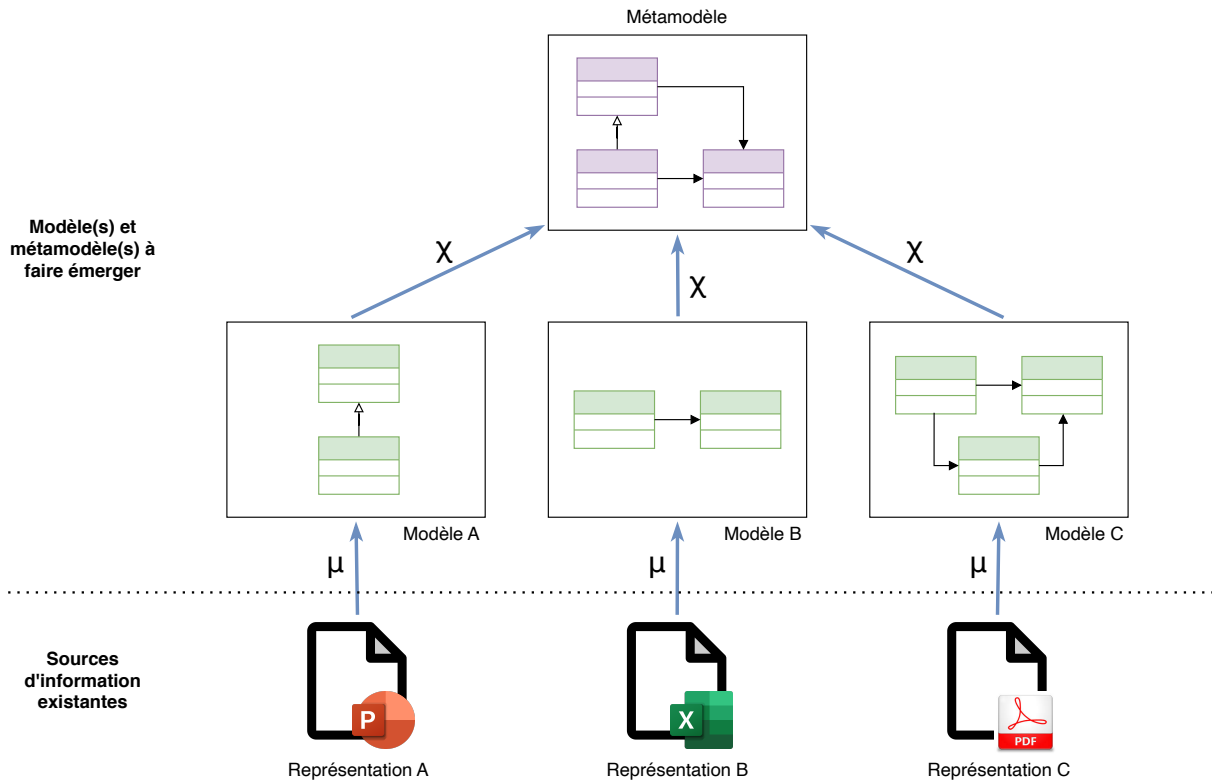 Métamodèle
Modèle(s) et
métamodèle(s) à
faire émerger
χ
χ
χ
Modèle A
Modèle B
Modèle C
μ
μ
μ
Sources
d'information
existantes
P
X
PDF
Représentation A
Représentation B
Représentation C